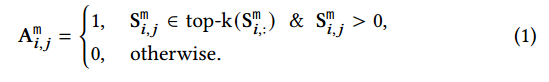 A^m_{i,j} = { 1, S^m_{i,j} ∈ top-k(S^m_{i,:}) & S^m_{i,j} > 0,
0, otherwise. (1)